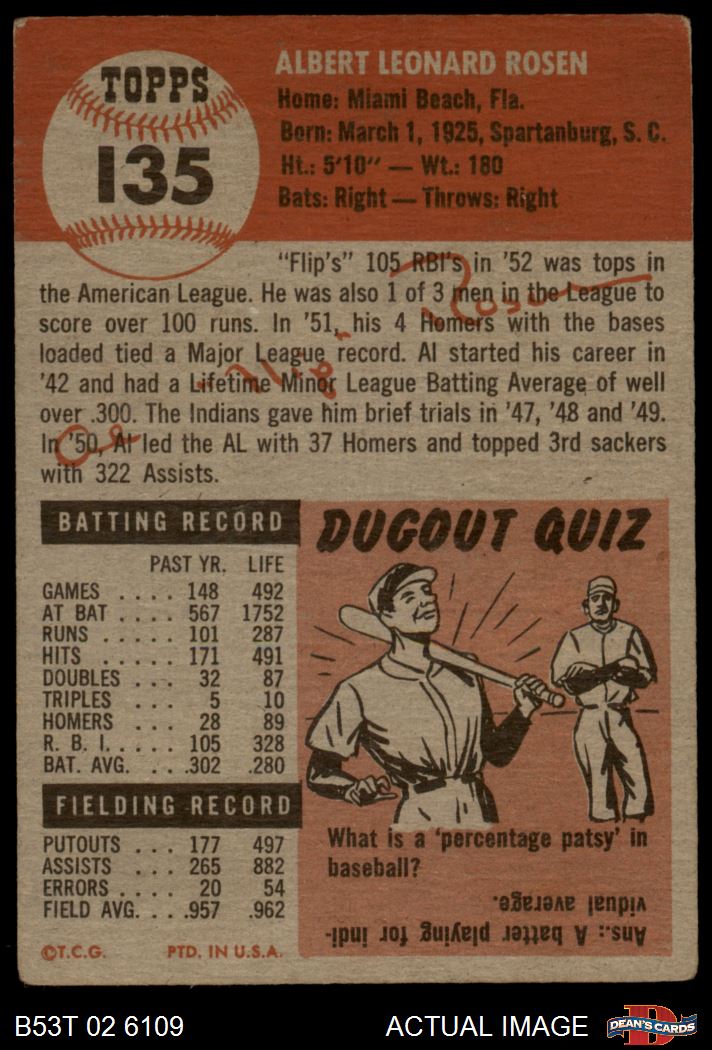 TOPPS
135
ALBERT LEONARD ROSEN
Home: Miami Beach, Fla.
Born: March 1, 1925, Spartanburg, S. C.
Ht.: 5'10" — Wt.: 180
Bats: Right — Throws: Right
"Flip's" 105 RBI's in '52 was tops in
the American League. He was also 1 of 3 men in the League to
score over 100 runs. In '51, his 4 Homers with the bases
loaded tied a Major League record. Al started his career in
'42 and had a Lifetime Minor League Batting Average of well
over .300. The Indians gave him brief trials in '47, '48 and '49.
In '50, Al led the AL with 37 Homers and topped 3rd sackers
with 322 Assists.
Al "Flip" Rosen
BATTING RECORD
PAST YR. LIFE
GAMES . . . . 148 492
AT BAT . . . . 567 1752
RUNS . . . . . 101 287
HITS . . . . . 171 491
DOUBLES . . . 32 87
TRIPLES . . . 5 10
HOMERS . . . 28 89
R. B. I. . . . . 105 328
BAT. AVG. . . .302 .280
FIELDING RECORD
PUTOUTS . . . 177 497
ASSISTS . . . 265 882
ERRORS . . . . 20 54
FIELD AVG. . . .957 .962
©T.C.G. PTD. IN U.S.A.
DUGOUT QUIZ
What is a 'percentage patsy' in
baseball?
Ans.: A batter playing for indi-
vidual average.
B53T 02 6109 ACTUAL IMAGE
D
DEAN'S CARDS